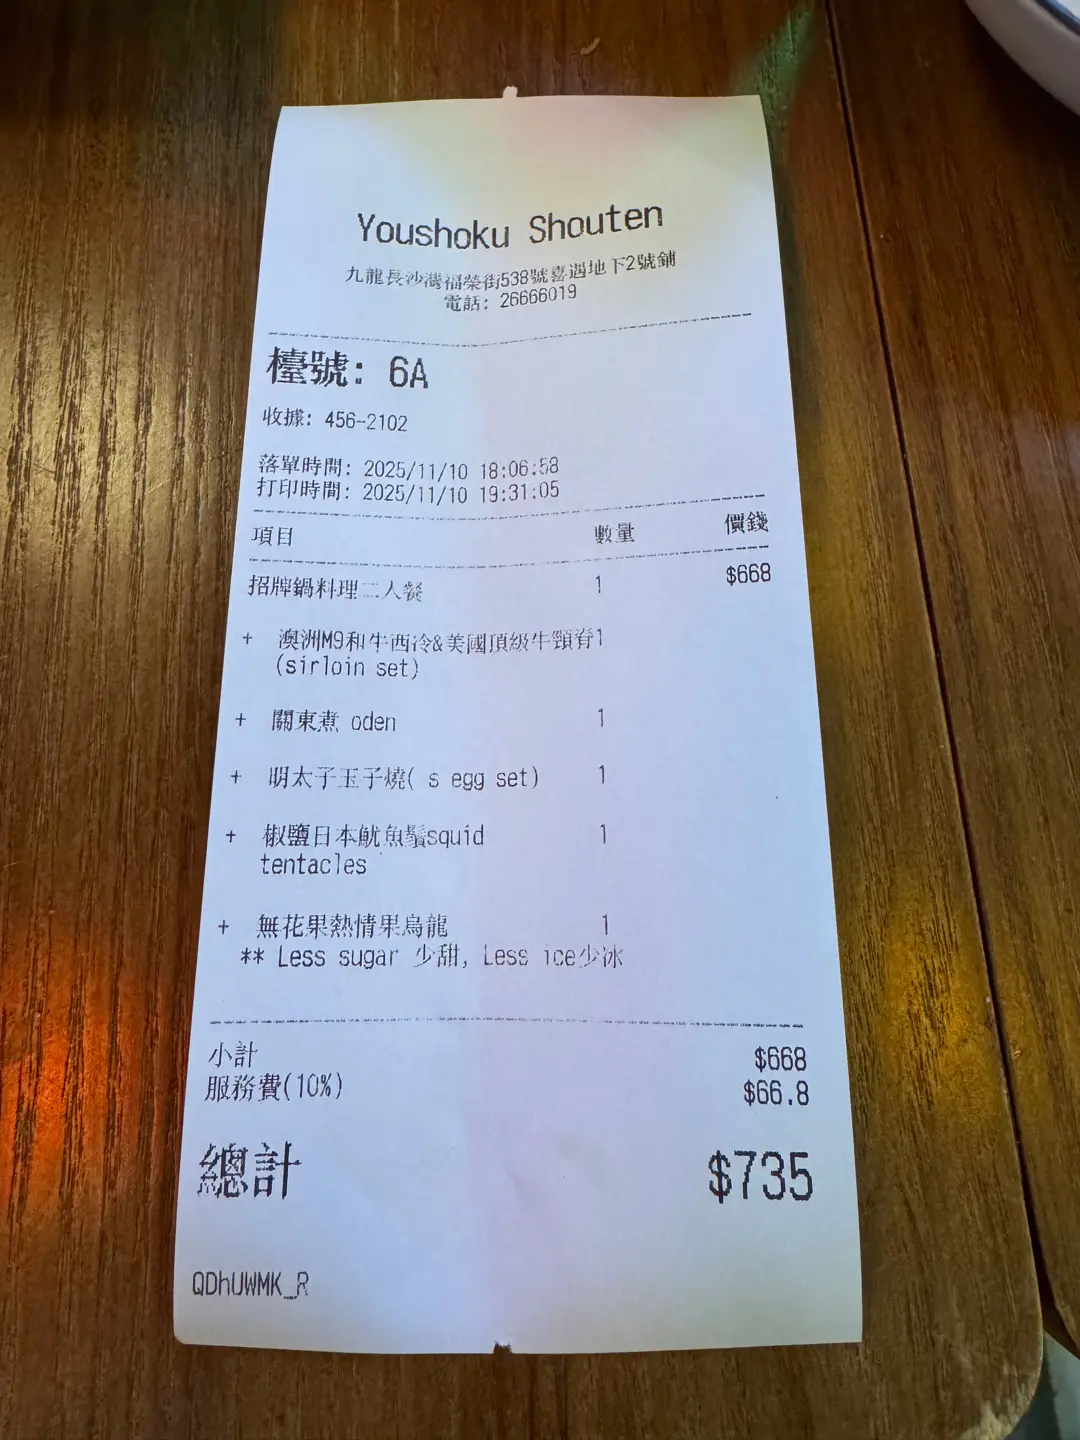 Youshoku Shouten
九龍長沙灣福榮街538號喜遇地下2號鋪
電話: 26666019
檯號: 6A
收據: 456-2102
落單時間: 2025/11/10 18:06:58
打印時間: 2025/11/10 19:31:05
項目 數量 價錢
招牌鍋料理二人餐 1 $668
+ 澳洲M9和牛西冷&美國頂級牛頸脊1
(sirloin set)
+ 關東煮 oden 1
+ 明太子玉子燒( s egg set) 1
+ 椒鹽日本魷魚鬚squid 1
tentacles
+ 無花果熱情果烏龍 1
** Less sugar 少甜, Less ice少冰
小計 $668
服務費(10%) $66.8
總計 $735
QDhUWMK_R